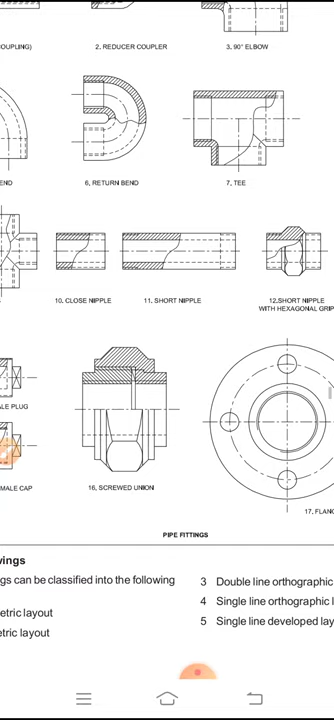 COUPLING)
2. REDUCER COUPLER
3. 90° ELBOW
END
6. RETURN BEND
7. TEE
10. CLOSE NIPPLE
11. SHORT NIPPLE
12.SHORT NIPPLE
WITH HEXAGONAL GRIP
ALE PLUG
MALE CAP
16. SCREWED UNION
17. FLANG
PIPE FITTINGS
wings
gs can be classified into the following
etric layout
etric layout
3 Double line orthographic
4 Single line orthographic l
5 Single line developed lay